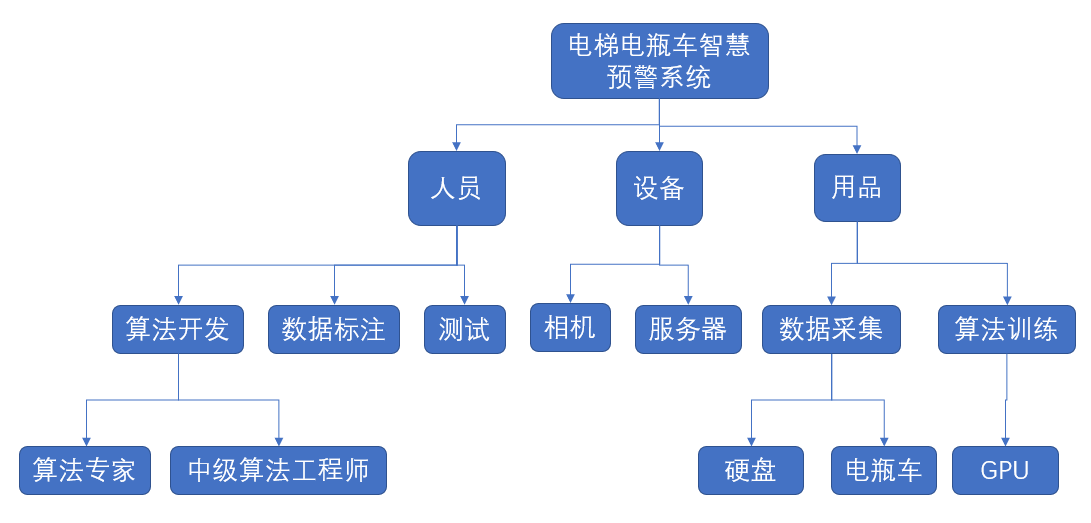 电梯电瓶车智慧
预警系统
人员
设备
用品
算法开发
数据标注
测试
相机
服务器
数据采集
算法训练
算法专家
中级算法工程师
硬盘
电瓶车
GPU